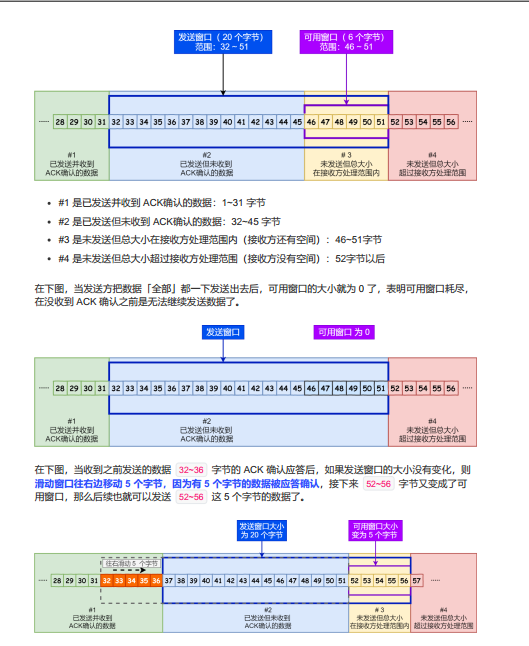 发送窗口（ 20 个字节）
范围：32 ~ 51
可用窗口（ 6 个字节）
范围：46 ~ 51
...... 28 29 30 31 32 33 34 35 36 37 38 39 40 41 42 43 44 45 46 47 48 49 50 51 52 53 54 55 56 ......
#1
已发送并收到
ACK确认的数据
#2
已发送但未收到
ACK确认的数据
# 3
未发送但总大小
在接收方处理范围内
#4
未发送但总大小
超过接收方处理范围
• #1 是已发送并收到 ACK确认的数据：1~31 字节
• #2 是已发送但未收到 ACK确认的数据：32~45 字节
• #3 是未发送但总大小在接收方处理范围内（接收方还有空间）：46~51字节
• #4 是未发送但总大小超过接收方处理范围（接收方没有空间）：52字节以后
在下图，当发送方把数据「全部」都一下发送出去后，可用窗口的大小就为 0 了，表明可用窗口耗尽，
在没收到 ACK 确认之前是无法继续发送数据了。
发送窗口
可用窗口 为 0
...... 28 29 30 31 32 33 34 35 36 37 38 39 40 41 42 43 44 45 46 47 48 49 50 51 52 53 54 55 56 ......
#1
已发送并收到
ACK确认的数据
#2
已发送但未收到
ACK确认的数据
#4
未发送但总大小
超过接收方处理范围
在下图，当收到之前发送的数据 32~36 字节的 ACK 确认应答后，如果发送窗口的大小没有变化，则
滑动窗口往右边移动 5 个字节，因为有 5 个字节的数据被应答确认，接下来 52~56 字节又变成了可
用窗口，那么后续也就可以发送 52~56 这 5 个字节的数据了。
发送窗口大小
为 20 个字节
可用窗口大小
变为 5 个字节
往右滑动 5 个字节
...... 28 29 30 31 32 33 34 35 36 37 38 39 40 41 42 43 44 45 46 47 48 49 50 51 52 53 54 55 56 57 ......
#1
已发送并收到
ACK确认的数据
#2
已发送但未收到
ACK确认的数据
# 3
未发送但总大小
在接收方处理范围内
#4
未发送但总大小
超过接收方处理范围